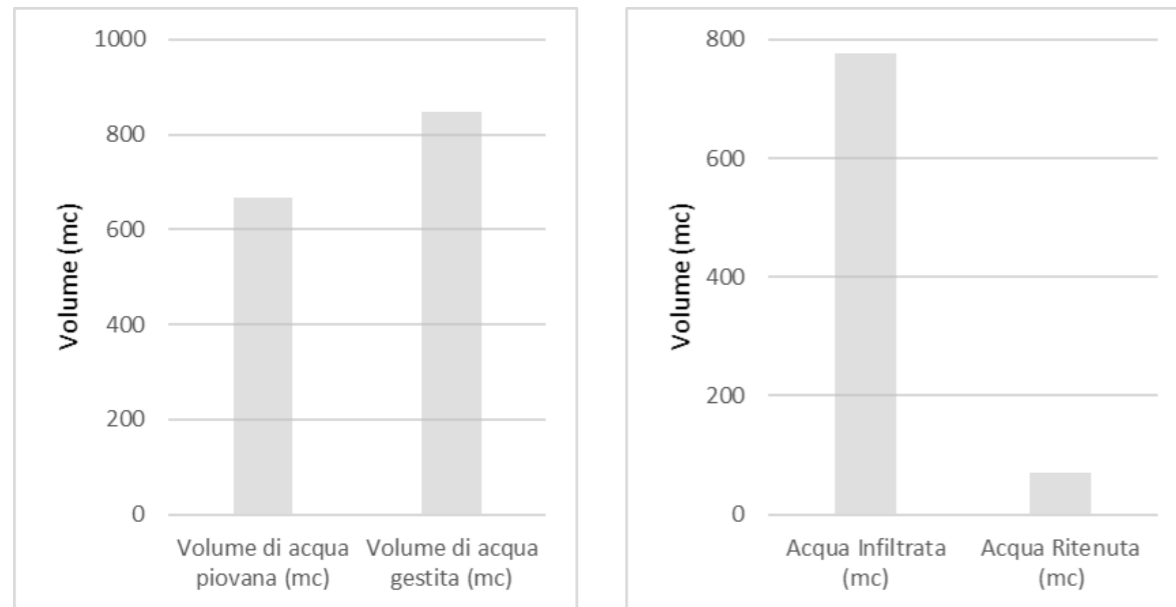 Volume (mc)
1000
800
600
400
200
0
Volume di acqua
piovana (mc)
Volume di acqua
gestita (mc)
Volume (mc)
800
600
400
200
0
Acqua Infiltrata
(mc)
Acqua Ritenuta
(mc)